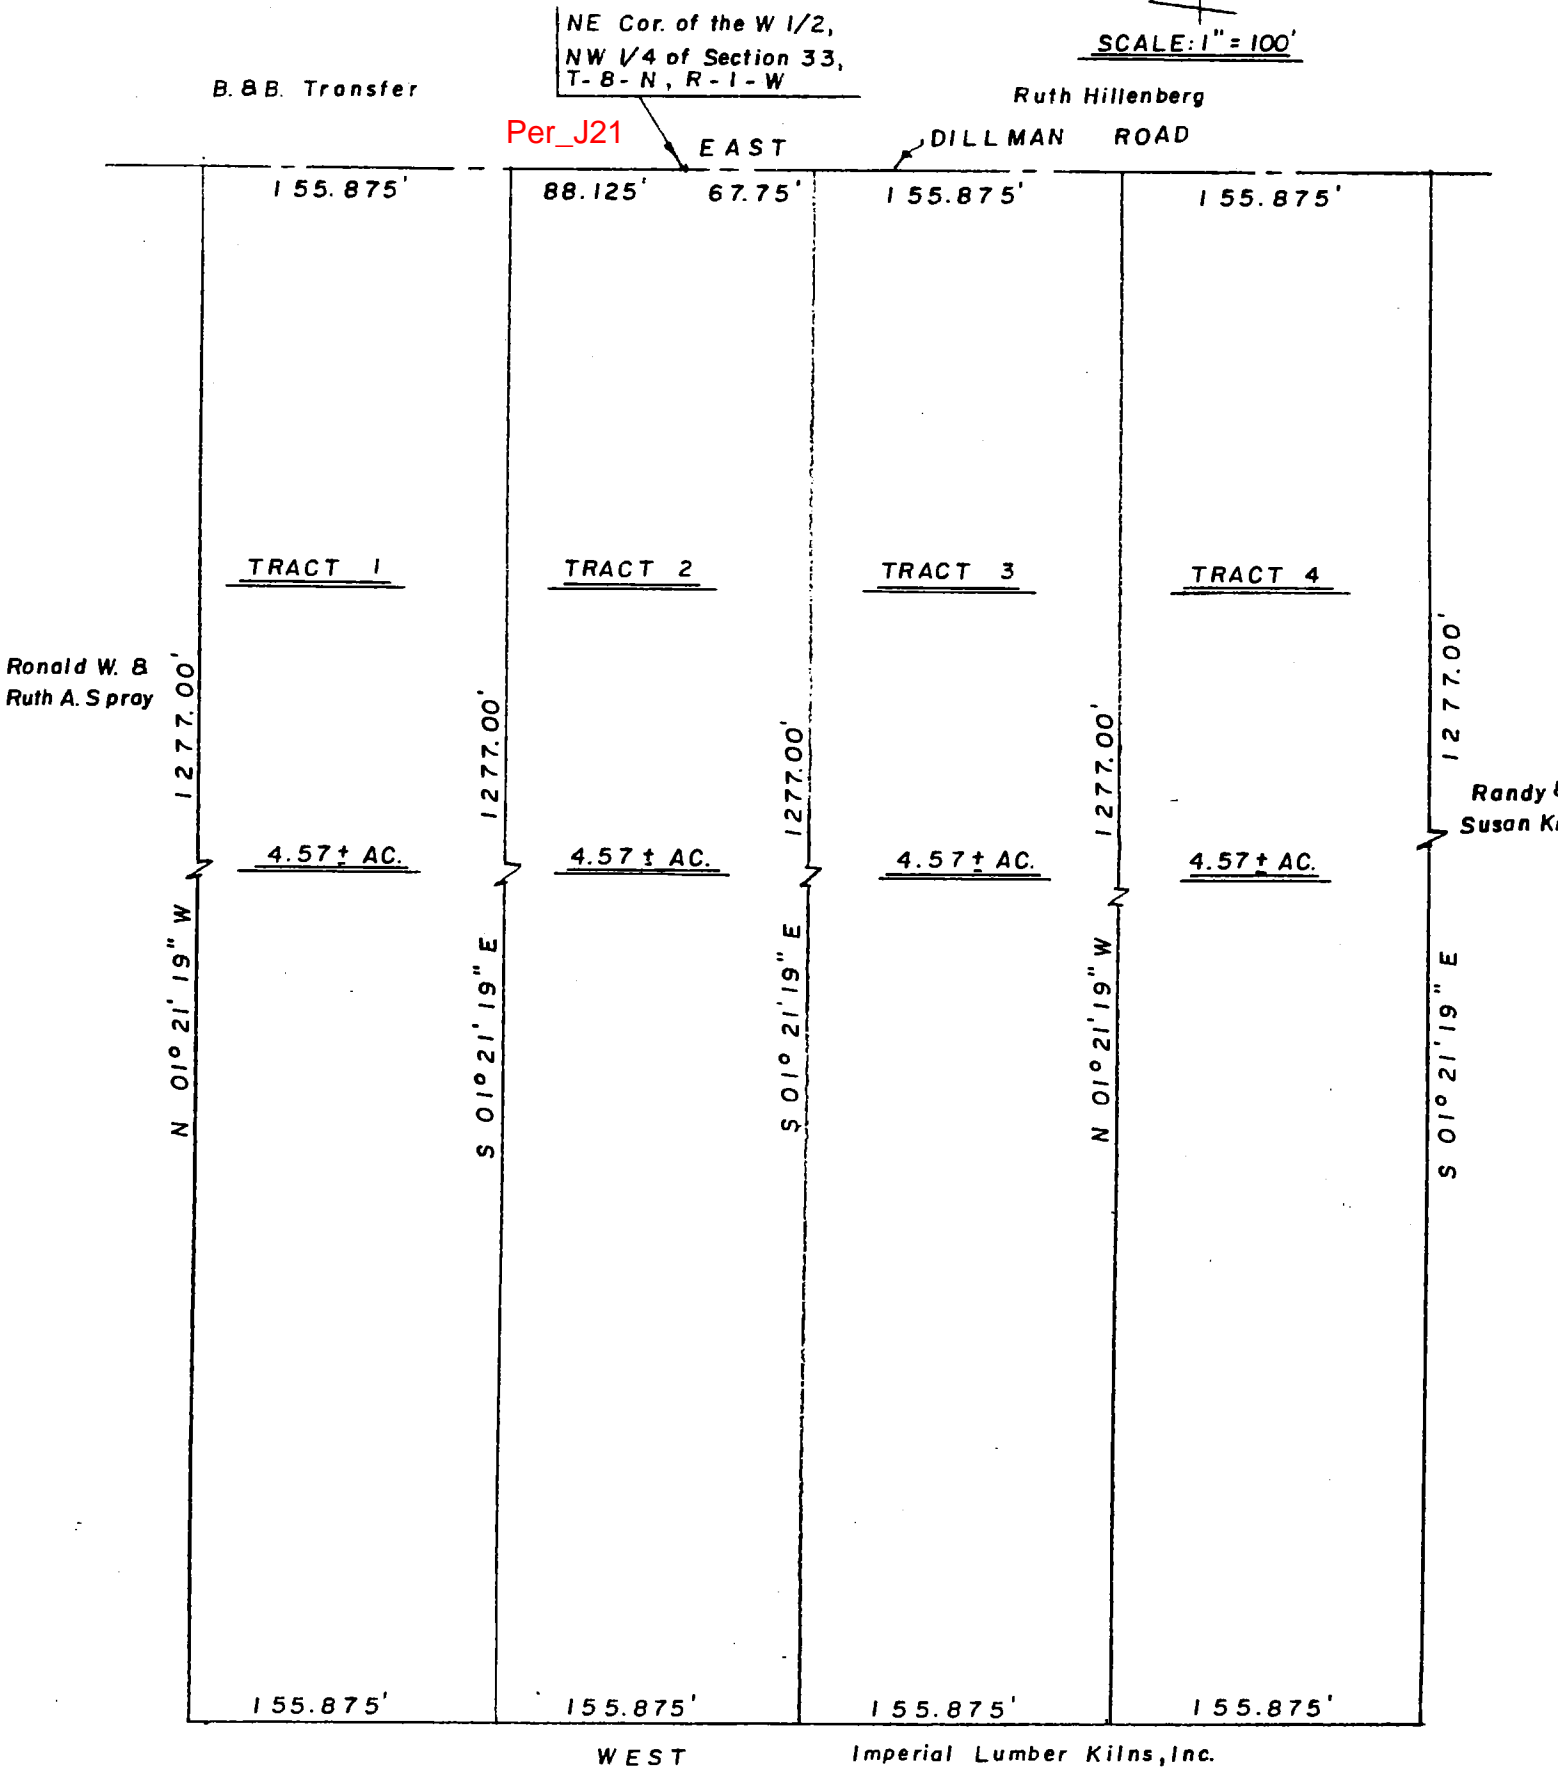 NE Cor. of the W 1/2,
NW 1/4 of Section 33,
T-8-N, R-1-W
SCALE: 1" = 100'
B. & B. Transfer
Ruth Hillenberg
Per_J21
EAST
DILLMAN ROAD
155.875'
88.125'
67.75'
155.875'
155.875'
TRACT 1
TRACT 2
TRACT 3
TRACT 4
Ronald W. &
Ruth A. Spray
1277.00'
1277.00'
1277.00'
1277.00'
1277.00'
Randy &
Susan
4.57± AC.
4.57± AC.
4.57± AC.
4.57± AC.
N 01° 21' 19" W
S 01° 21' 19" E
S 01° 21' 19" E
N 01° 21' 19" W
S 01° 21' 19" E
155.875'
155.875'
155.875'
155.875'
WEST
Imperial Lumber Kilns, Inc.